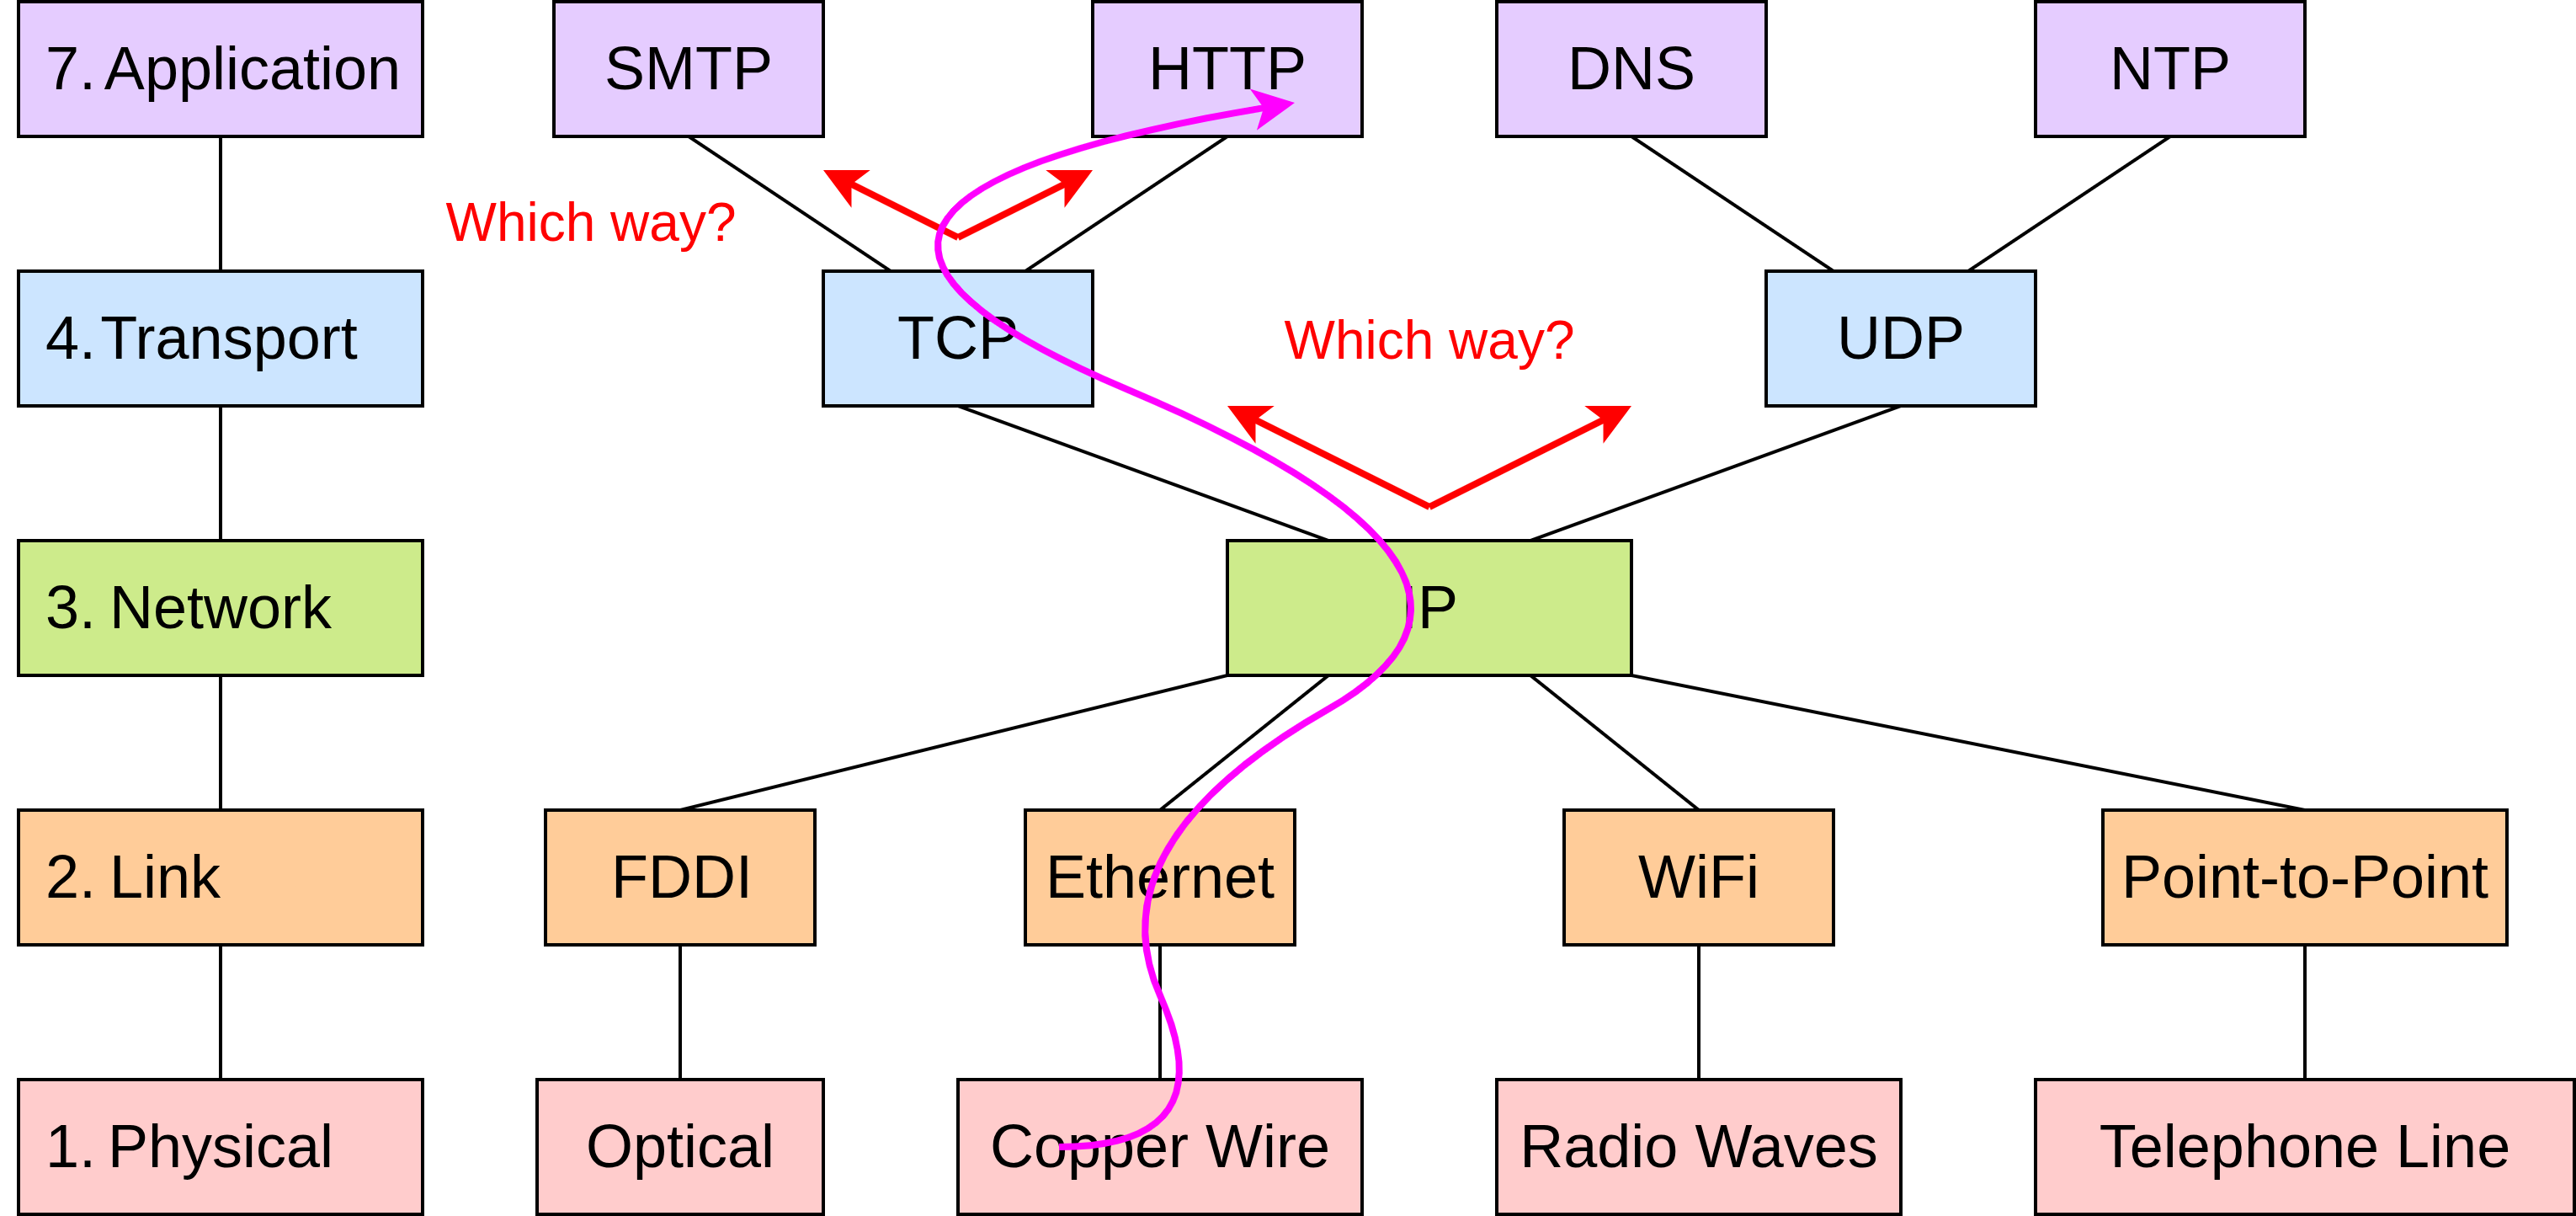 7. Application
SMTP
HTTP
DNS
NTP
Which way?
4. Transport
TCP
UDP
Which way?
3. Network
IP
2. Link
FDDI
Ethernet
WiFi
Point-to-Point
1. Physical
Optical
Copper Wire
Radio Waves
Telephone Line